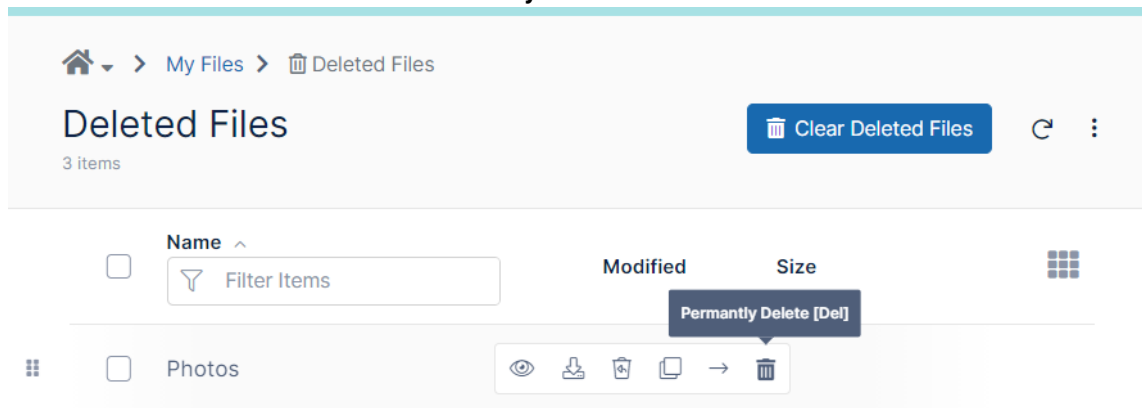 My Files
Deleted Files
Deleted Files
Clear Deleted Files
3 items
Name
Filter Items
Modified
Size
Permantly Delete [Del]
Photos